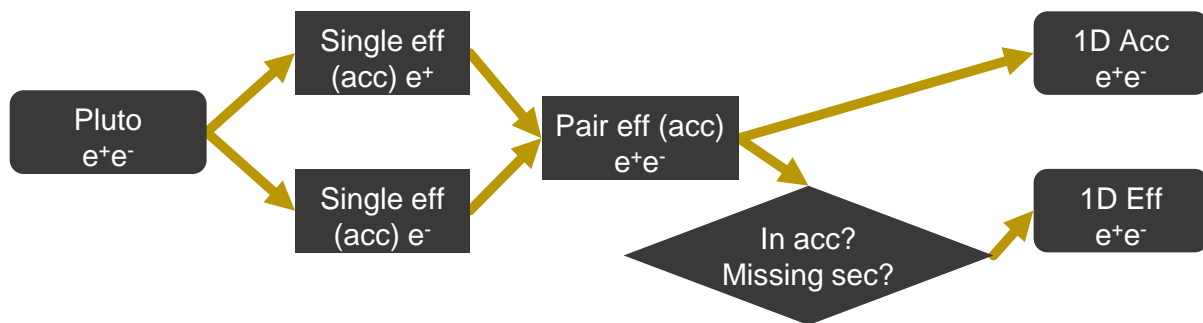 Pluto
e⁺e⁻
Single eff
(acc) e⁺
Single eff
(acc) e⁻
Pair eff (acc)
e⁺e⁻
In acc?
Missing sec?
1D Acc
e⁺e⁻
1D Eff
e⁺e⁻